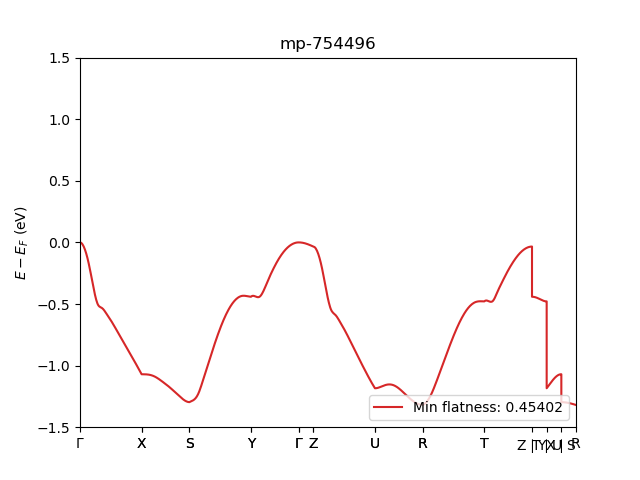 mp-754496
E − E_F (eV)
1.5
1.0
0.5
0.0
−0.5
−1.0
−1.5
Min flatness: 0.45402
Γ X S Y Γ Z U R T Z | T Y | X U | S R